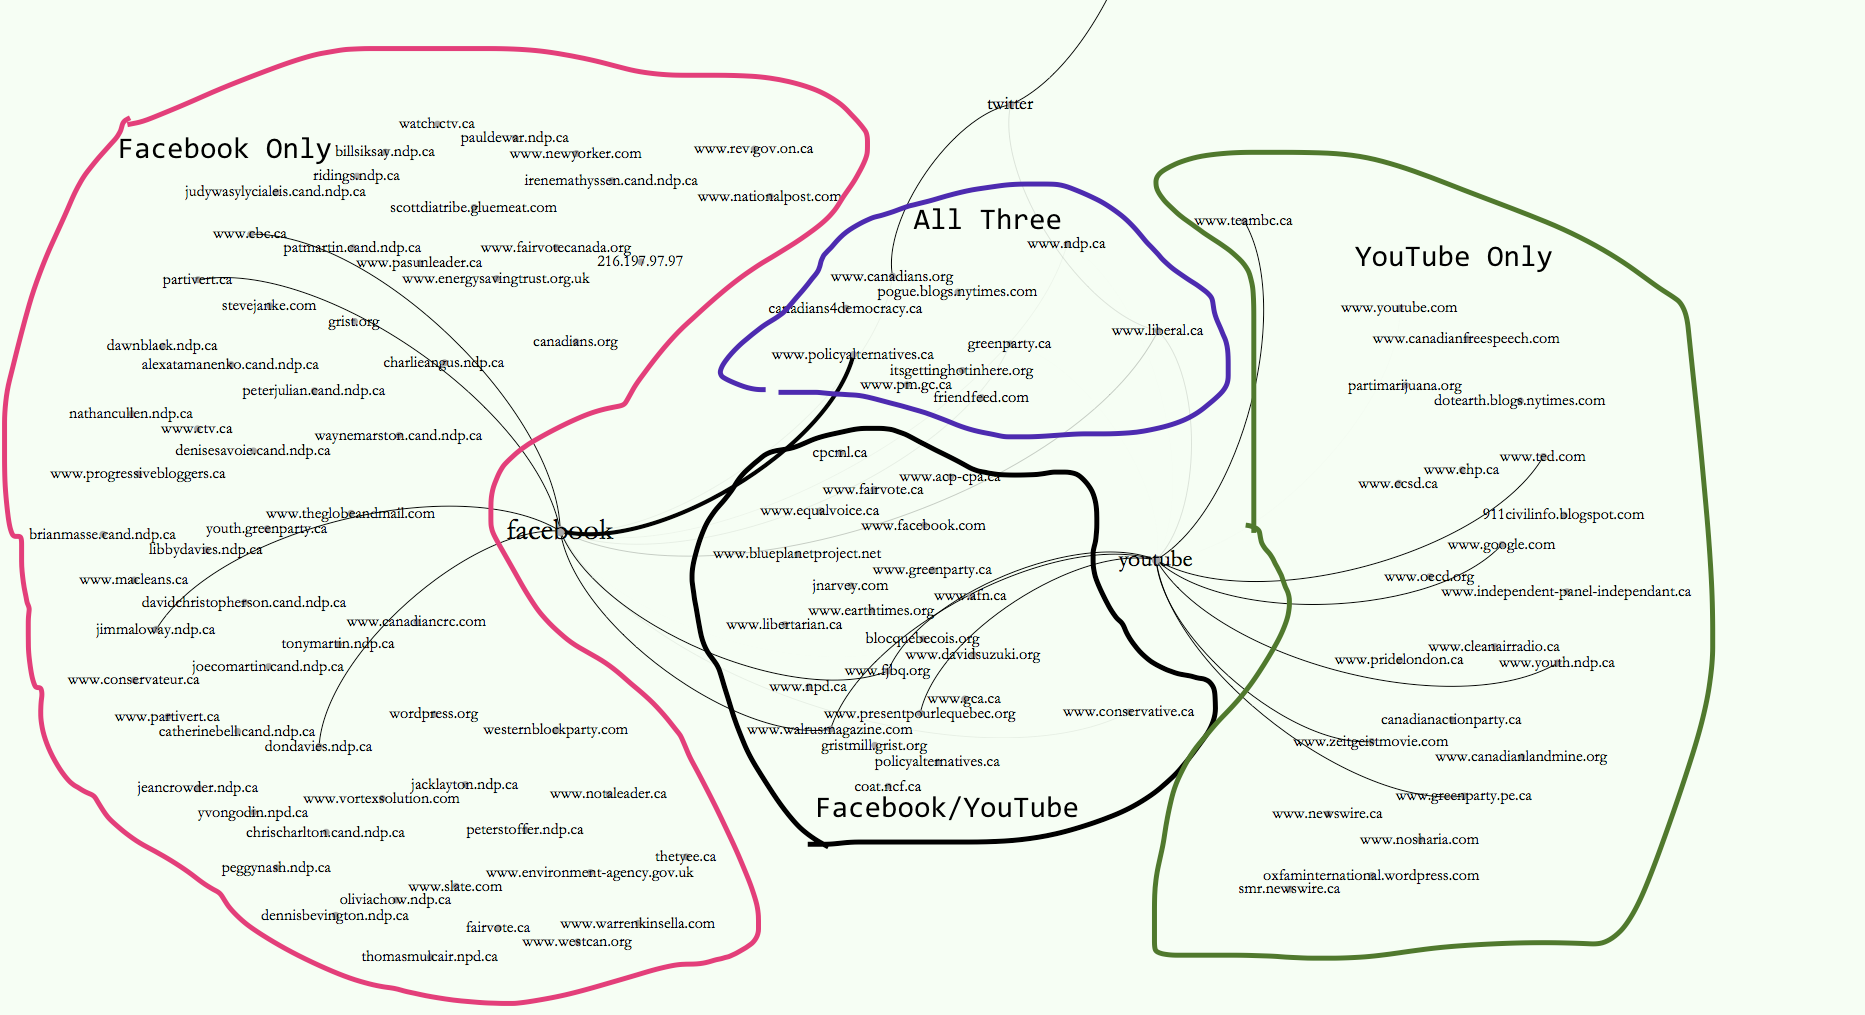 twitter
Facebook Only
watch.ctv.ca
pauldewar.ndp.ca
billsiksay.ndp.ca
www.newyorker.com
www.rev.gov.on.ca
ridings.ndp.ca
irenemathyssen.cand.ndp.ca
judywasylycialeis.cand.ndp.ca
www.nationalpost.com
scottdiatribe.gluemeat.com
www.cbc.ca
patmartin.cand.ndp.ca
www.fairvotecanada.org
www.pasunleader.ca
216.197.97.97
partivert.ca
www.energysavingtrust.org.uk
stevejanke.com
grist.org
canadians.org
dawnblack.ndp.ca
alexatamanenko.cand.ndp.ca
charlieangus.ndp.ca
peterjulian.cand.ndp.ca
nathancullen.ndp.ca
www.ctv.ca
waynemarston.cand.ndp.ca
denisesavoie.cand.ndp.ca
www.progressivebloggers.ca
www.theglobeandmail.com
youth.greenparty.ca
brianmasse.cand.ndp.ca
libbydavies.ndp.ca
facebook
www.macleans.ca
davidchristopherson.cand.ndp.ca
www.canadiancrc.com
jimmaloway.ndp.ca
tonymartin.ndp.ca
joecomartin.cand.ndp.ca
www.conservateur.ca
www.partivert.ca
wordpress.org
catherinebell.cand.ndp.ca
westernblockparty.com
dondavies.ndp.ca
jeancrowder.ndp.ca
jacklayton.ndp.ca
www.vortexsolution.com
www.notaleader.ca
yvongodin.npd.ca
chrischarlton.cand.ndp.ca
peterstoffer.ndp.ca
thetyee.ca
peggynash.ndp.ca
www.environment-agency.gov.uk
www.slate.com
oliviachow.ndp.ca
dennisbevington.ndp.ca
fairvote.ca
www.warrenkinsella.com
www.westcan.org
thomasmulcair.npd.ca
All Three
www.ndp.ca
www.canadians.org
pogue.blogs.nytimes.com
canadians4democracy.ca
www.liberal.ca
greenparty.ca
www.policyalternatives.ca
itsgettinghotinhere.org
www.pm.gc.ca
friendfeed.com
cpcml.ca
www.acp-cpa.ca
www.fairvote.ca
www.equalvoice.ca
www.facebook.com
www.blueplanetproject.net
www.greenparty.ca
youtube
jnarvey.com
www.afn.ca
www.earthtimes.org
www.libertarian.ca
blocquebecois.org
www.davidsuzuki.org
www.fjbq.org
www.npd.ca
www.gca.ca
www.presentpourlequebec.org
www.conservative.ca
www.walrusmagazine.com
gristmill.grist.org
policyalternatives.ca
coat.ncf.ca
Facebook/YouTube
www.teambc.ca
YouTube Only
www.youtube.com
www.canadianfreespeech.com
partimarijuana.org
dotearth.blogs.nytimes.com
www.ted.com
www.chp.ca
www.ccsd.ca
911civilinfo.blogspot.com
www.google.com
www.oecd.org
www.independent-panel-independant.ca
www.cleanairradio.ca
www.pridelondon.ca
www.youth.ndp.ca
canadianactionparty.ca
www.zeitgeistmovie.com
www.canadianlandmine.org
www.greenparty.pe.ca
www.newswire.ca
www.nosharia.com
oxfaminternational.wordpress.com
smr.newswire.ca